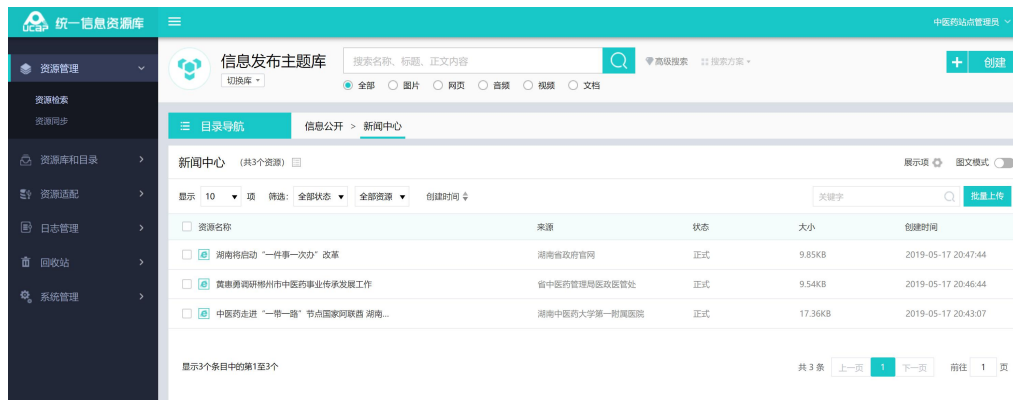 ucap 统一信息资源库
中医药站点管理员
资源管理
资源检索
资源同步
资源库和目录
资源适配
日志管理
回收站
系统管理
信息发布主题库
切换库
搜索名称、标题、正文内容
高级搜索 搜索方案
+ 创建
全部 图片 网页 音频 视频 文档
目录导航 信息公开 > 新闻中心
新闻中心 (共3个资源) 展示项 图文模式
显示 10 项 筛选: 全部状态 全部资源 创建时间 关键字 批量上传
资源名称 来源 状态 大小 创建时间
湖南将启动“一件事一次办”改革 湖南省政府官网 正式 9.85KB 2019-05-17 20:47:44
黄惠勇调研郴州市中医药事业传承发展工作 省中医药管理局医政医管处 正式 9.54KB 2019-05-17 20:46:44
中医药走进“一带一路”节点国家阿联酋 湖南... 湖南中医药大学第一附属医院 正式 17.36KB 2019-05-17 20:43:07
显示3个条目中的第1至3个 共 3 条 上一页 1 下一页 前往 1 页